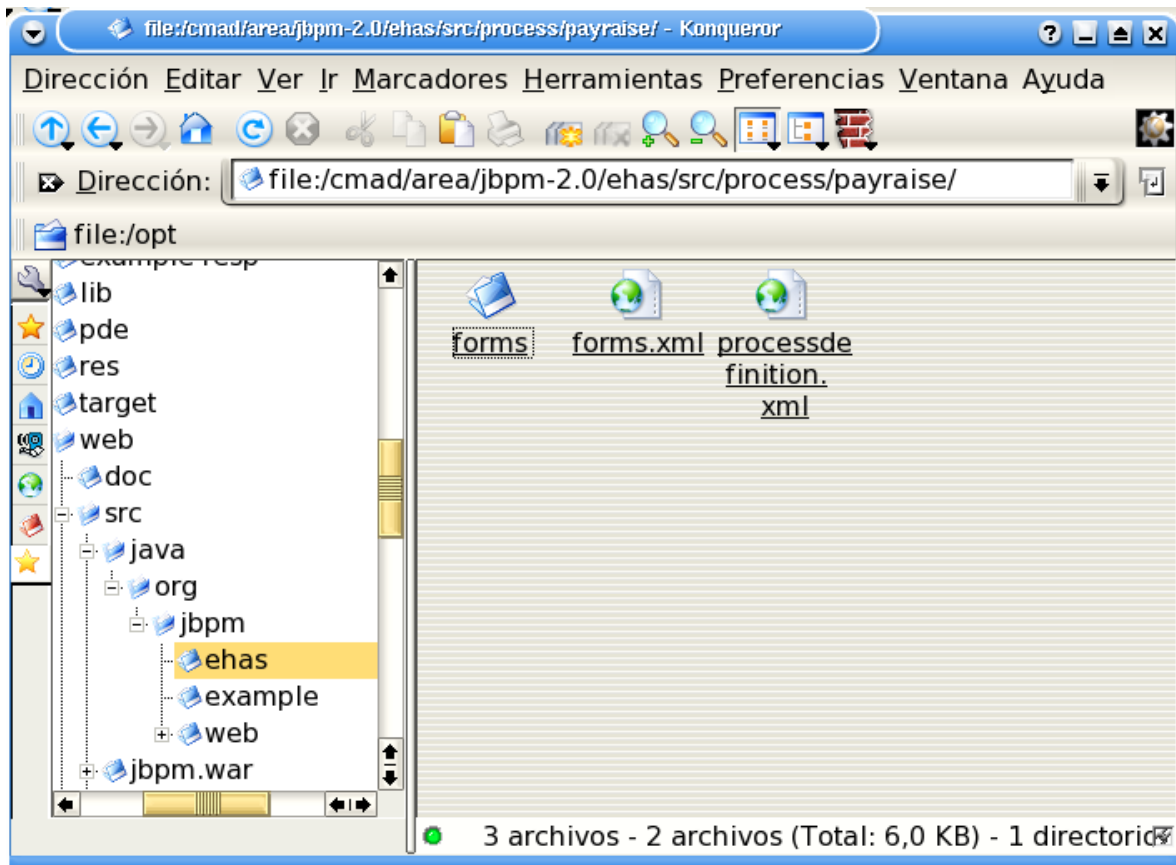 file:/cmad/area/jbpm-2.0/ehas/src/process/payraise/ - Konqueror
Dirección Editar Ver Ir Marcadores Herramientas Preferencias Ventana Ayuda
Dirección: file:/cmad/area/jbpm-2.0/ehas/src/process/payraise/
file:/opt
lib
pde
res
target
web
doc
src
java
org
jbpm
ehas
example
web
jbpm.war
forms
forms.xml
processde
finition.
xml
3 archivos - 2 archivos (Total: 6,0 KB) - 1 directoric